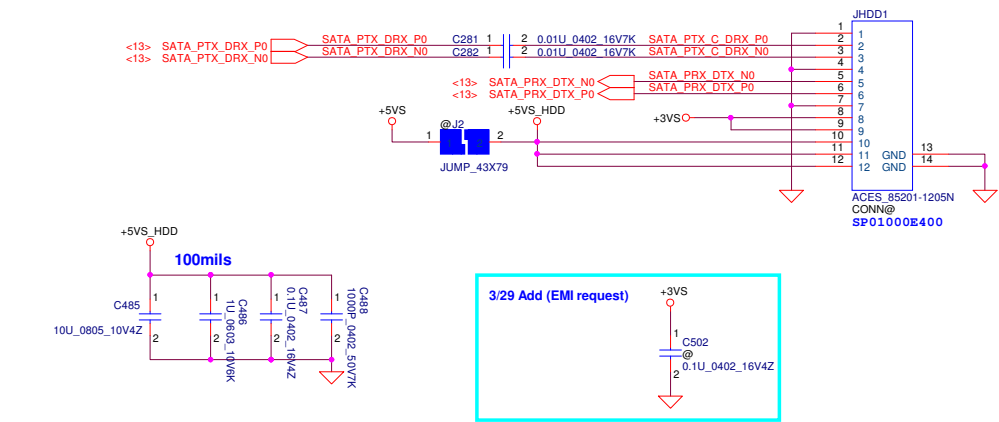 JHDD1
<13> SATA_PTX_DRX_P0 SATA_PTX_DRX_P0 C281 1 2 0.01U_0402_16V7K SATA_PTX_C_DRX_P0
<13> SATA_PTX_DRX_N0 SATA_PTX_DRX_N0 C282 1 2 0.01U_0402_16V7K SATA_PTX_C_DRX_N0
<13> SATA_PRX_DTX_N0 SATA_PRX_DTX_N0
<13> SATA_PRX_DTX_P0 SATA_PRX_DTX_P0
1 1
2 2
3 3
4 4
5 5
6 6
7 7
8 8
9 9
10 10
11 11 GND 13
12 12 GND 14
+5VS
@J2
+5VS_HDD
+3VS
1 1 2 2
JUMP_43X79
ACES_85201-1205N
CONN@
SP01000E400
+5VS_HDD
100mils
C485 1 2
10U_0805_10V4Z
C486 1 2
1U_0603_10V6K
C487 1 2
0.1U_0402_16V4Z
C488 1 2
1000P_0402_50V7K
3/29 Add (EMI request)
+3VS
1
C502
@
0.1U_0402_16V4Z
2